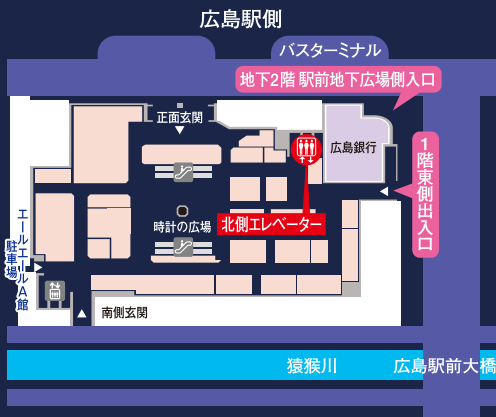 広島駅側
バスターミナル
地下2階 駅前地下広場側入口
正面玄関
広島銀行
1階東側出入口
時計の広場
北側エレベーター
エールエールA館
駐車場
南側玄関
猿猴川
広島駅前大橋